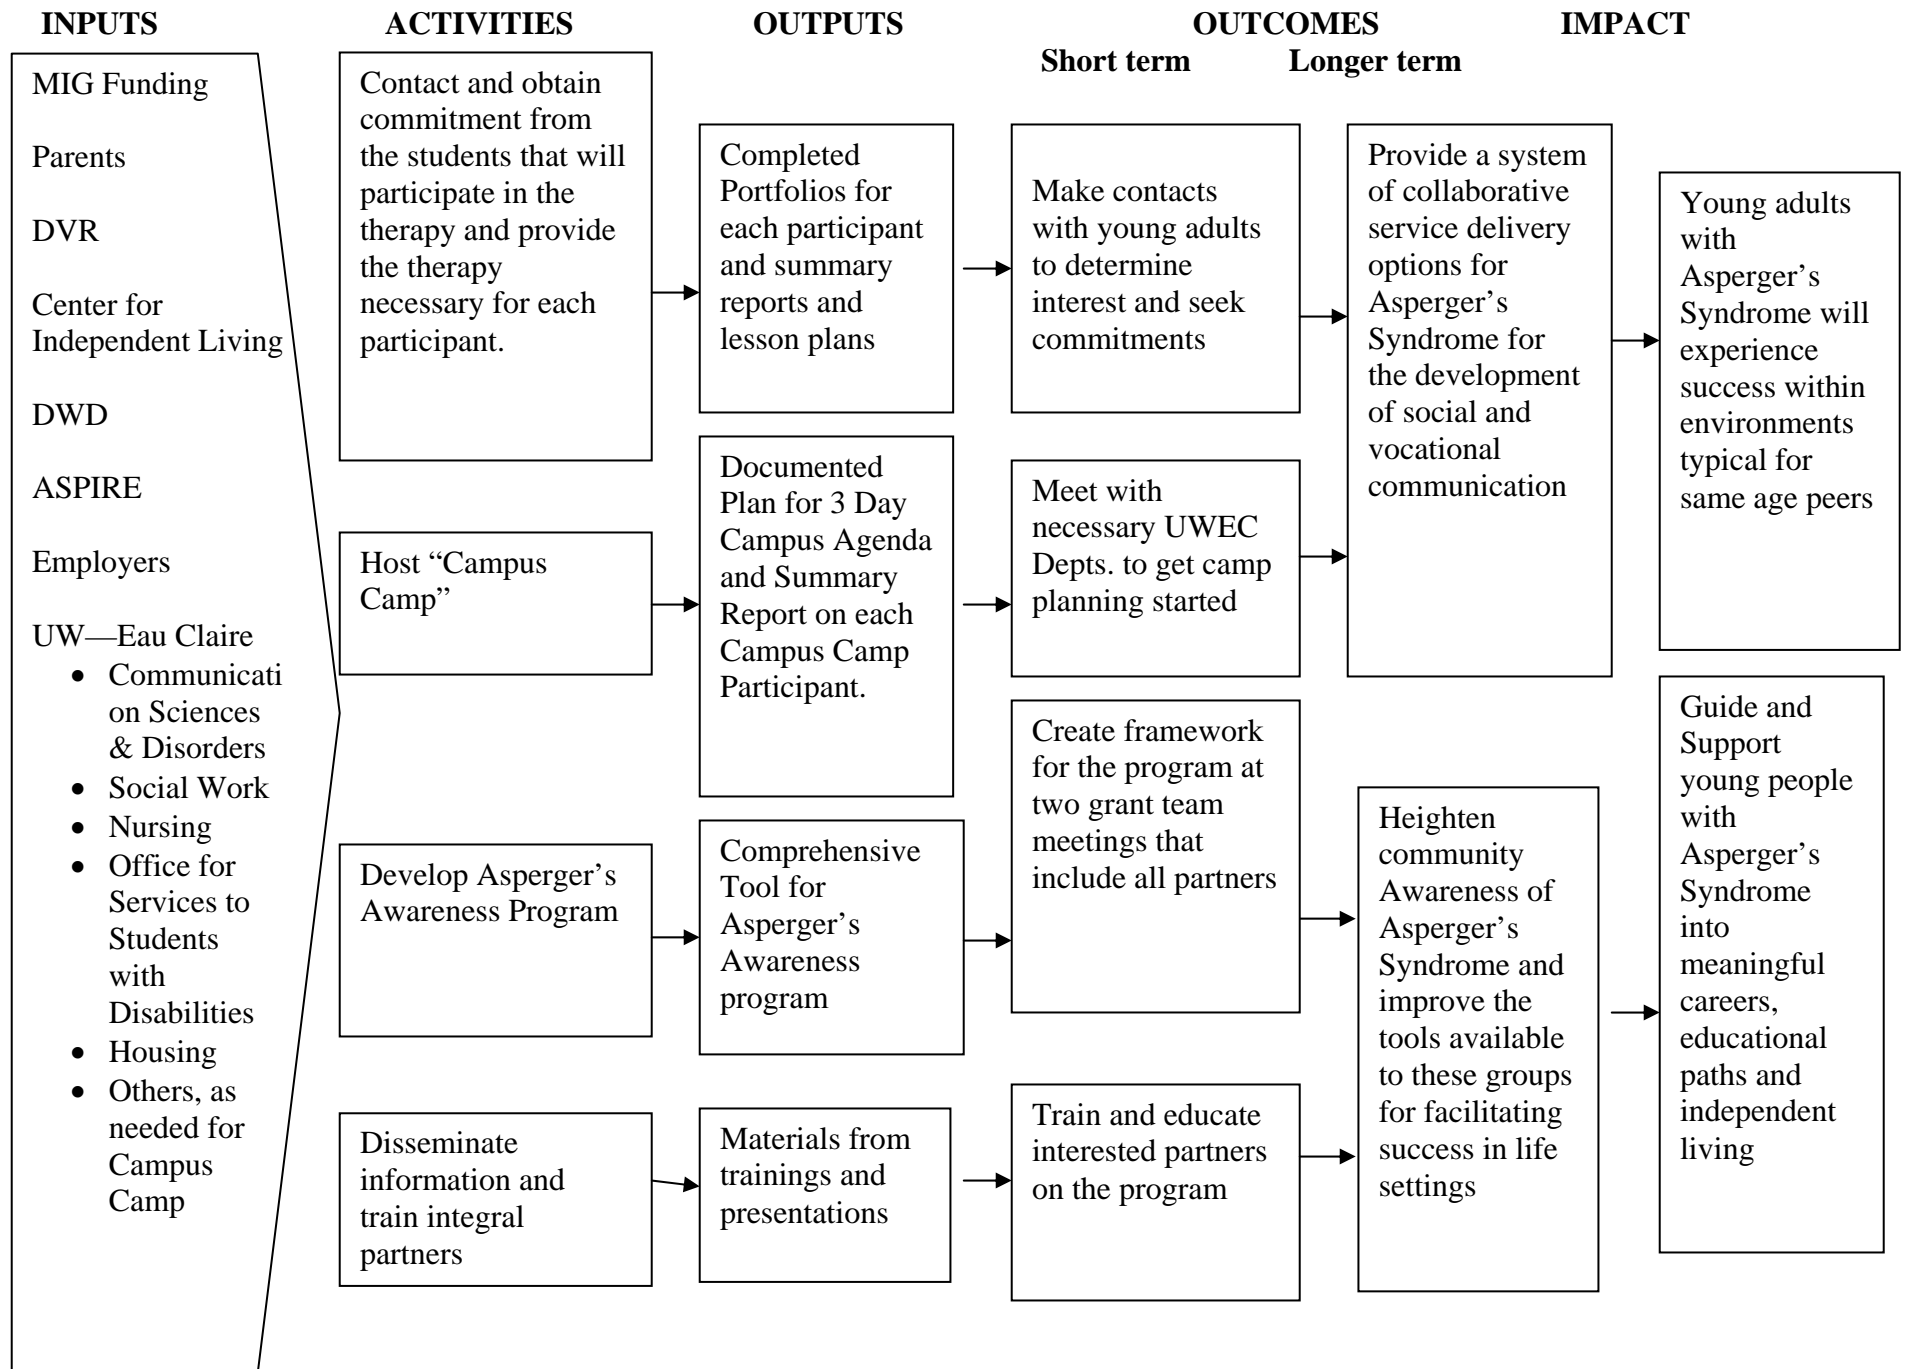 INPUTS
ACTIVITIES
OUTPUTS
OUTCOMES
IMPACT
Short term
Longer term
MIG Funding
Parents
DVR
Center for
Independent Living
DWD
ASPIRE
Employers
UW—Eau Claire
• Communicati
on Sciences
& Disorders
• Social Work
• Nursing
• Office for
Services to
Students
with
Disabilities
• Housing
• Others, as
needed for
Campus
Camp
Contact and obtain
commitment from
the students that will
participate in the
therapy and provide
the therapy
necessary for each
participant.
Host “Campus
Camp”
Develop Asperger’s
Awareness Program
Disseminate
information and
train integral
partners
Completed
Portfolios for
each participant
and summary
reports and
lesson plans
Documented
Plan for 3 Day
Campus Agenda
and Summary
Report on each
Campus Camp
Participant.
Comprehensive
Tool for
Asperger’s
Awareness
program
Materials from
trainings and
presentations
Make contacts
with young adults
to determine
interest and seek
commitments
Meet with
necessary UWEC
Depts. to get camp
planning started
Create framework
for the program at
two grant team
meetings that
include all partners
Train and educate
interested partners
on the program
Provide a system
of collaborative
service delivery
options for
Asperger’s
Syndrome for
the development
of social and
vocational
communication
Heighten
community
Awareness of
Asperger’s
Syndrome and
improve the
tools available
to these groups
for facilitating
success in life
settings
Young adults
with
Asperger’s
Syndrome will
experience
success within
environments
typical for
same age peers
Guide and
Support
young people
with
Asperger’s
Syndrome
into
meaningful
careers,
educational
paths and
independent
living